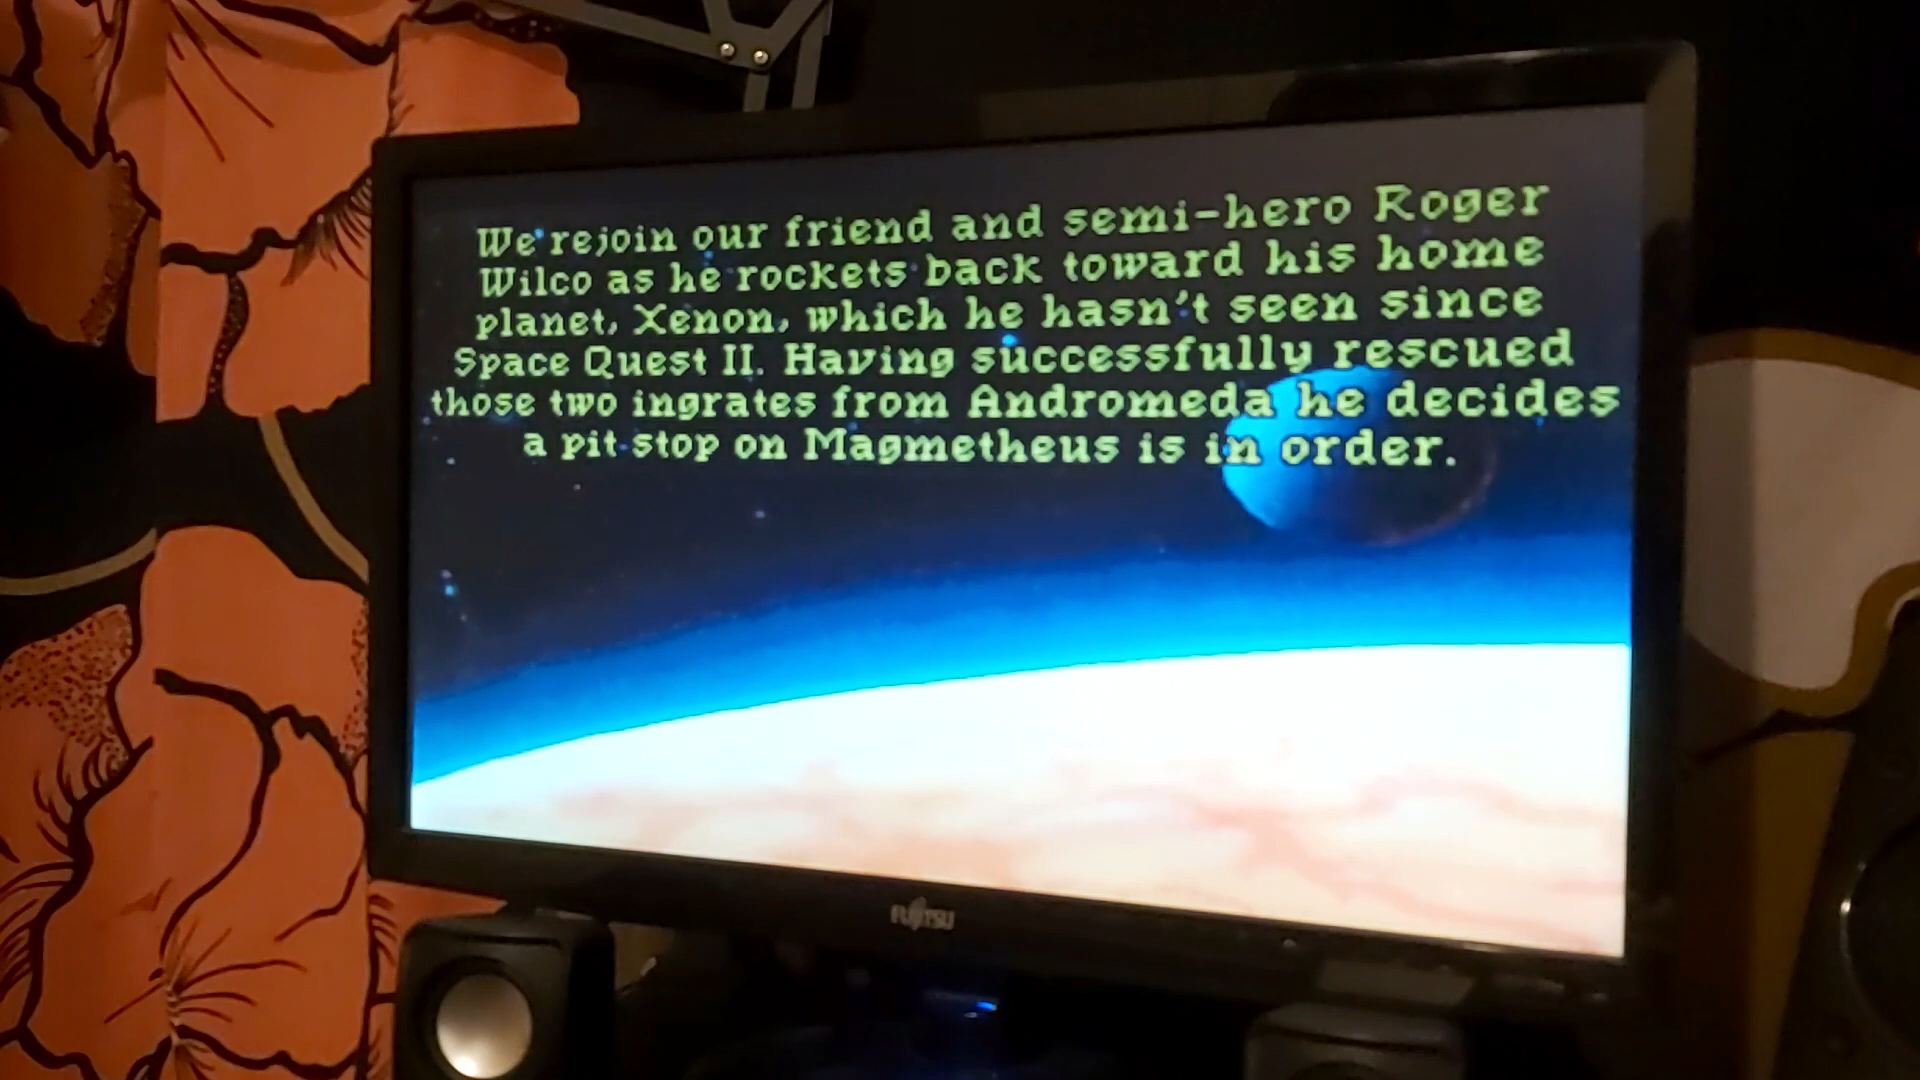 We rejoin our friend and semi-hero Roger
Wilco as he rockets back toward his home
planet, Xenon, which he hasn't seen since
Space Quest II. Having successfully rescued
those two ingrates from Andromeda he decides
a pit stop on Magmetheus is in order.
FUJITSU